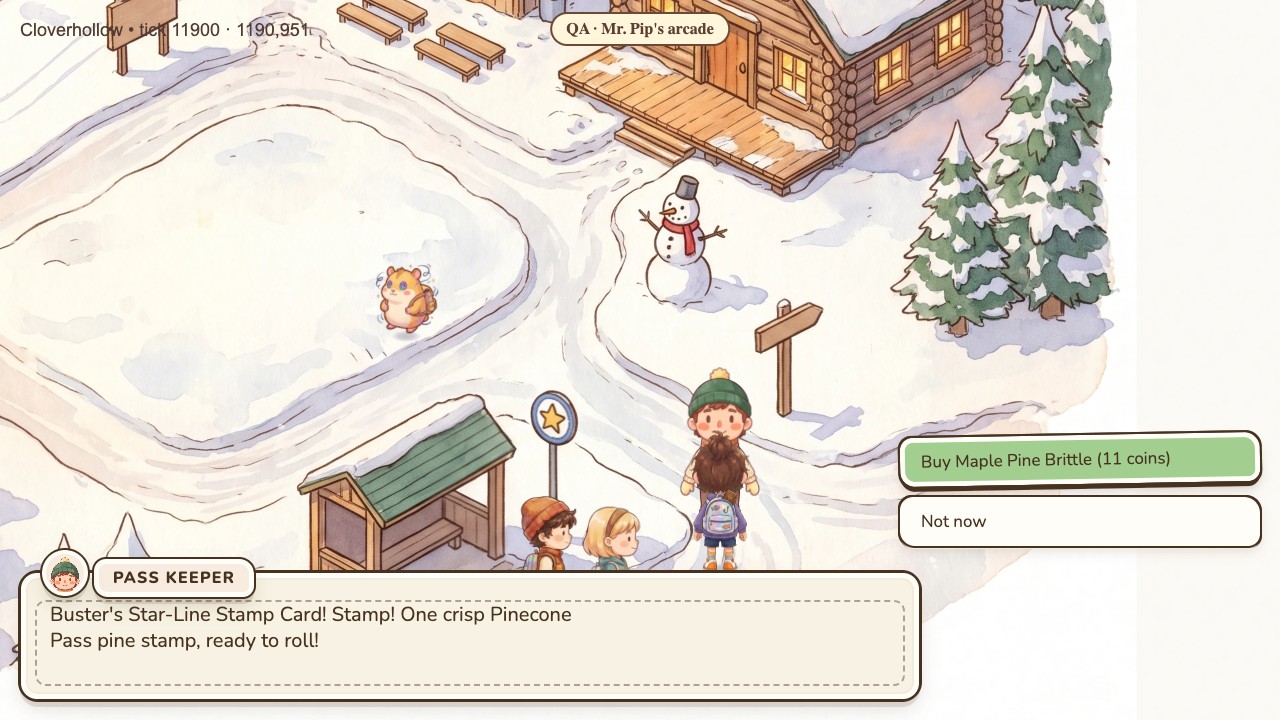 Cloverhollow • tick 11900 · 1190,951
QA · Mr. Pip's arcade
Buy Maple Pine Brittle (11 coins)
Not now
PASS KEEPER
Buster's Star-Line Stamp Card! Stamp! One crisp Pinecone
Pass pine stamp, ready to roll!